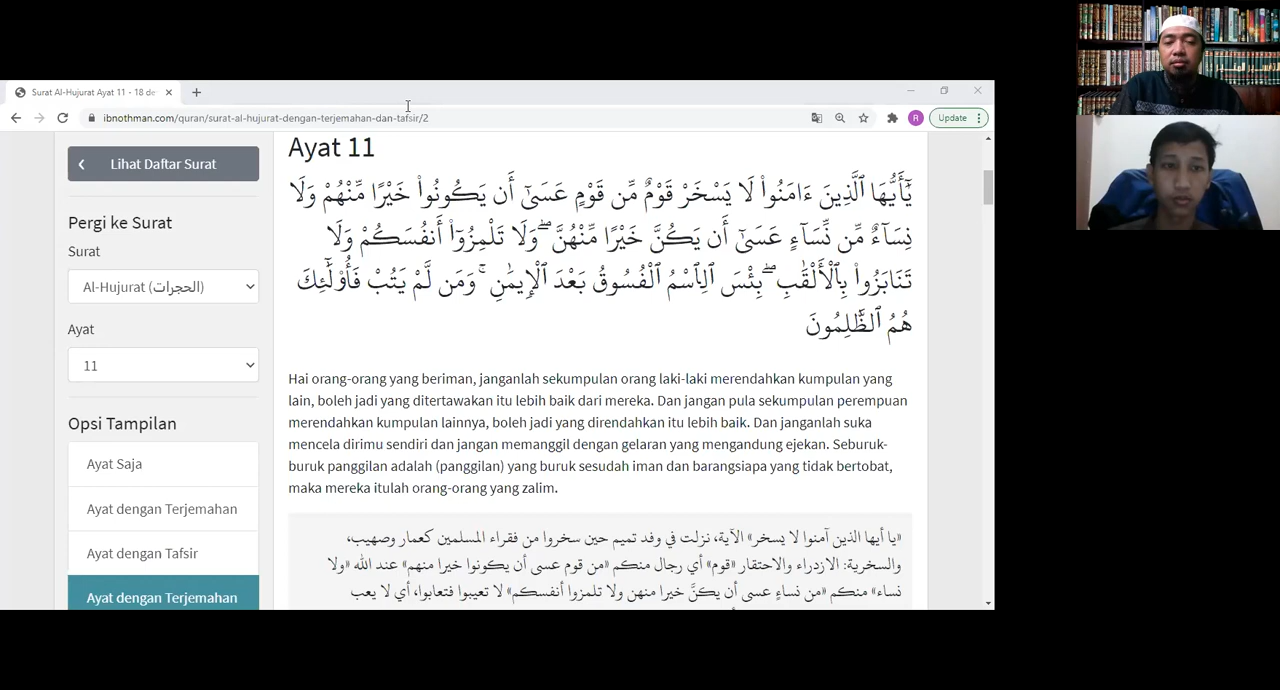 Surat Al-Hujurat Ayat 11 - 18 de
ibnothman.com/quran/surat-al-hujurat-dengan-terjemahan-dan-tafsir/2
R
Update
Lihat Daftar Surat
Pergi ke Surat
Surat
Al-Hujurat (الحجرات)
Ayat
11
Opsi Tampilan
Ayat Saja
Ayat dengan Terjemahan
Ayat dengan Tafsir
Ayat dengan Terjemahan
Ayat 11
يَٰٓأَيُّهَا ٱلَّذِينَ ءَامَنُوا۟ لَا يَسْخَرْ قَوْمٌ مِّن قَوْمٍ عَسَىٰٓ أَن يَكُونُوا۟ خَيْرًا مِّنْهُمْ وَلَا
نِسَآءٌ مِّن نِّسَآءٍ عَسَىٰٓ أَن يَكُنَّ خَيْرًا مِّنْهُنَّ ۖ وَلَا تَلْمِزُوٓا۟ أَنفُسَكُمْ وَلَا
تَنَابَزُوا۟ بِٱلْأَلْقَٰبِ ۖ بِئْسَ ٱلِٱسْمُ ٱلْفُسُوقُ بَعْدَ ٱلْإِيمَٰنِ ۚ وَمَن لَّمْ يَتُبْ فَأُو۟لَٰٓئِكَ
هُمُ ٱلظَّٰلِمُونَ
Hai orang-orang yang beriman, janganlah sekumpulan orang laki-laki merendahkan kumpulan yang
lain, boleh jadi yang ditertawakan itu lebih baik dari mereka. Dan jangan pula sekumpulan perempuan
merendahkan kumpulan lainnya, boleh jadi yang direndahkan itu lebih baik. Dan janganlah suka
mencela dirimu sendiri dan jangan memanggil dengan gelaran yang mengandung ejekan. Seburuk-
buruk panggilan adalah (panggilan) yang buruk sesudah iman dan barangsiapa yang tidak bertobat,
maka mereka itulah orang-orang yang zalim.
«يا أيها الذين آمنوا لا يسخر» الآية، نزلت في وفد تميم حين سخروا من فقراء المسلمين كعمار وصهيب،
والسخرية: الازدراء والاحتقار «قوم» أي رجال منكم «من قوم عسى أن يكونوا خيرا منهم» عند الله «ولا
نساء» منكم «من نساءٍ عسى أن يكنَّ خيرا منهن ولا تلمزوا أنفسكم» لا تعيبوا فتعابوا، أي لا يعب